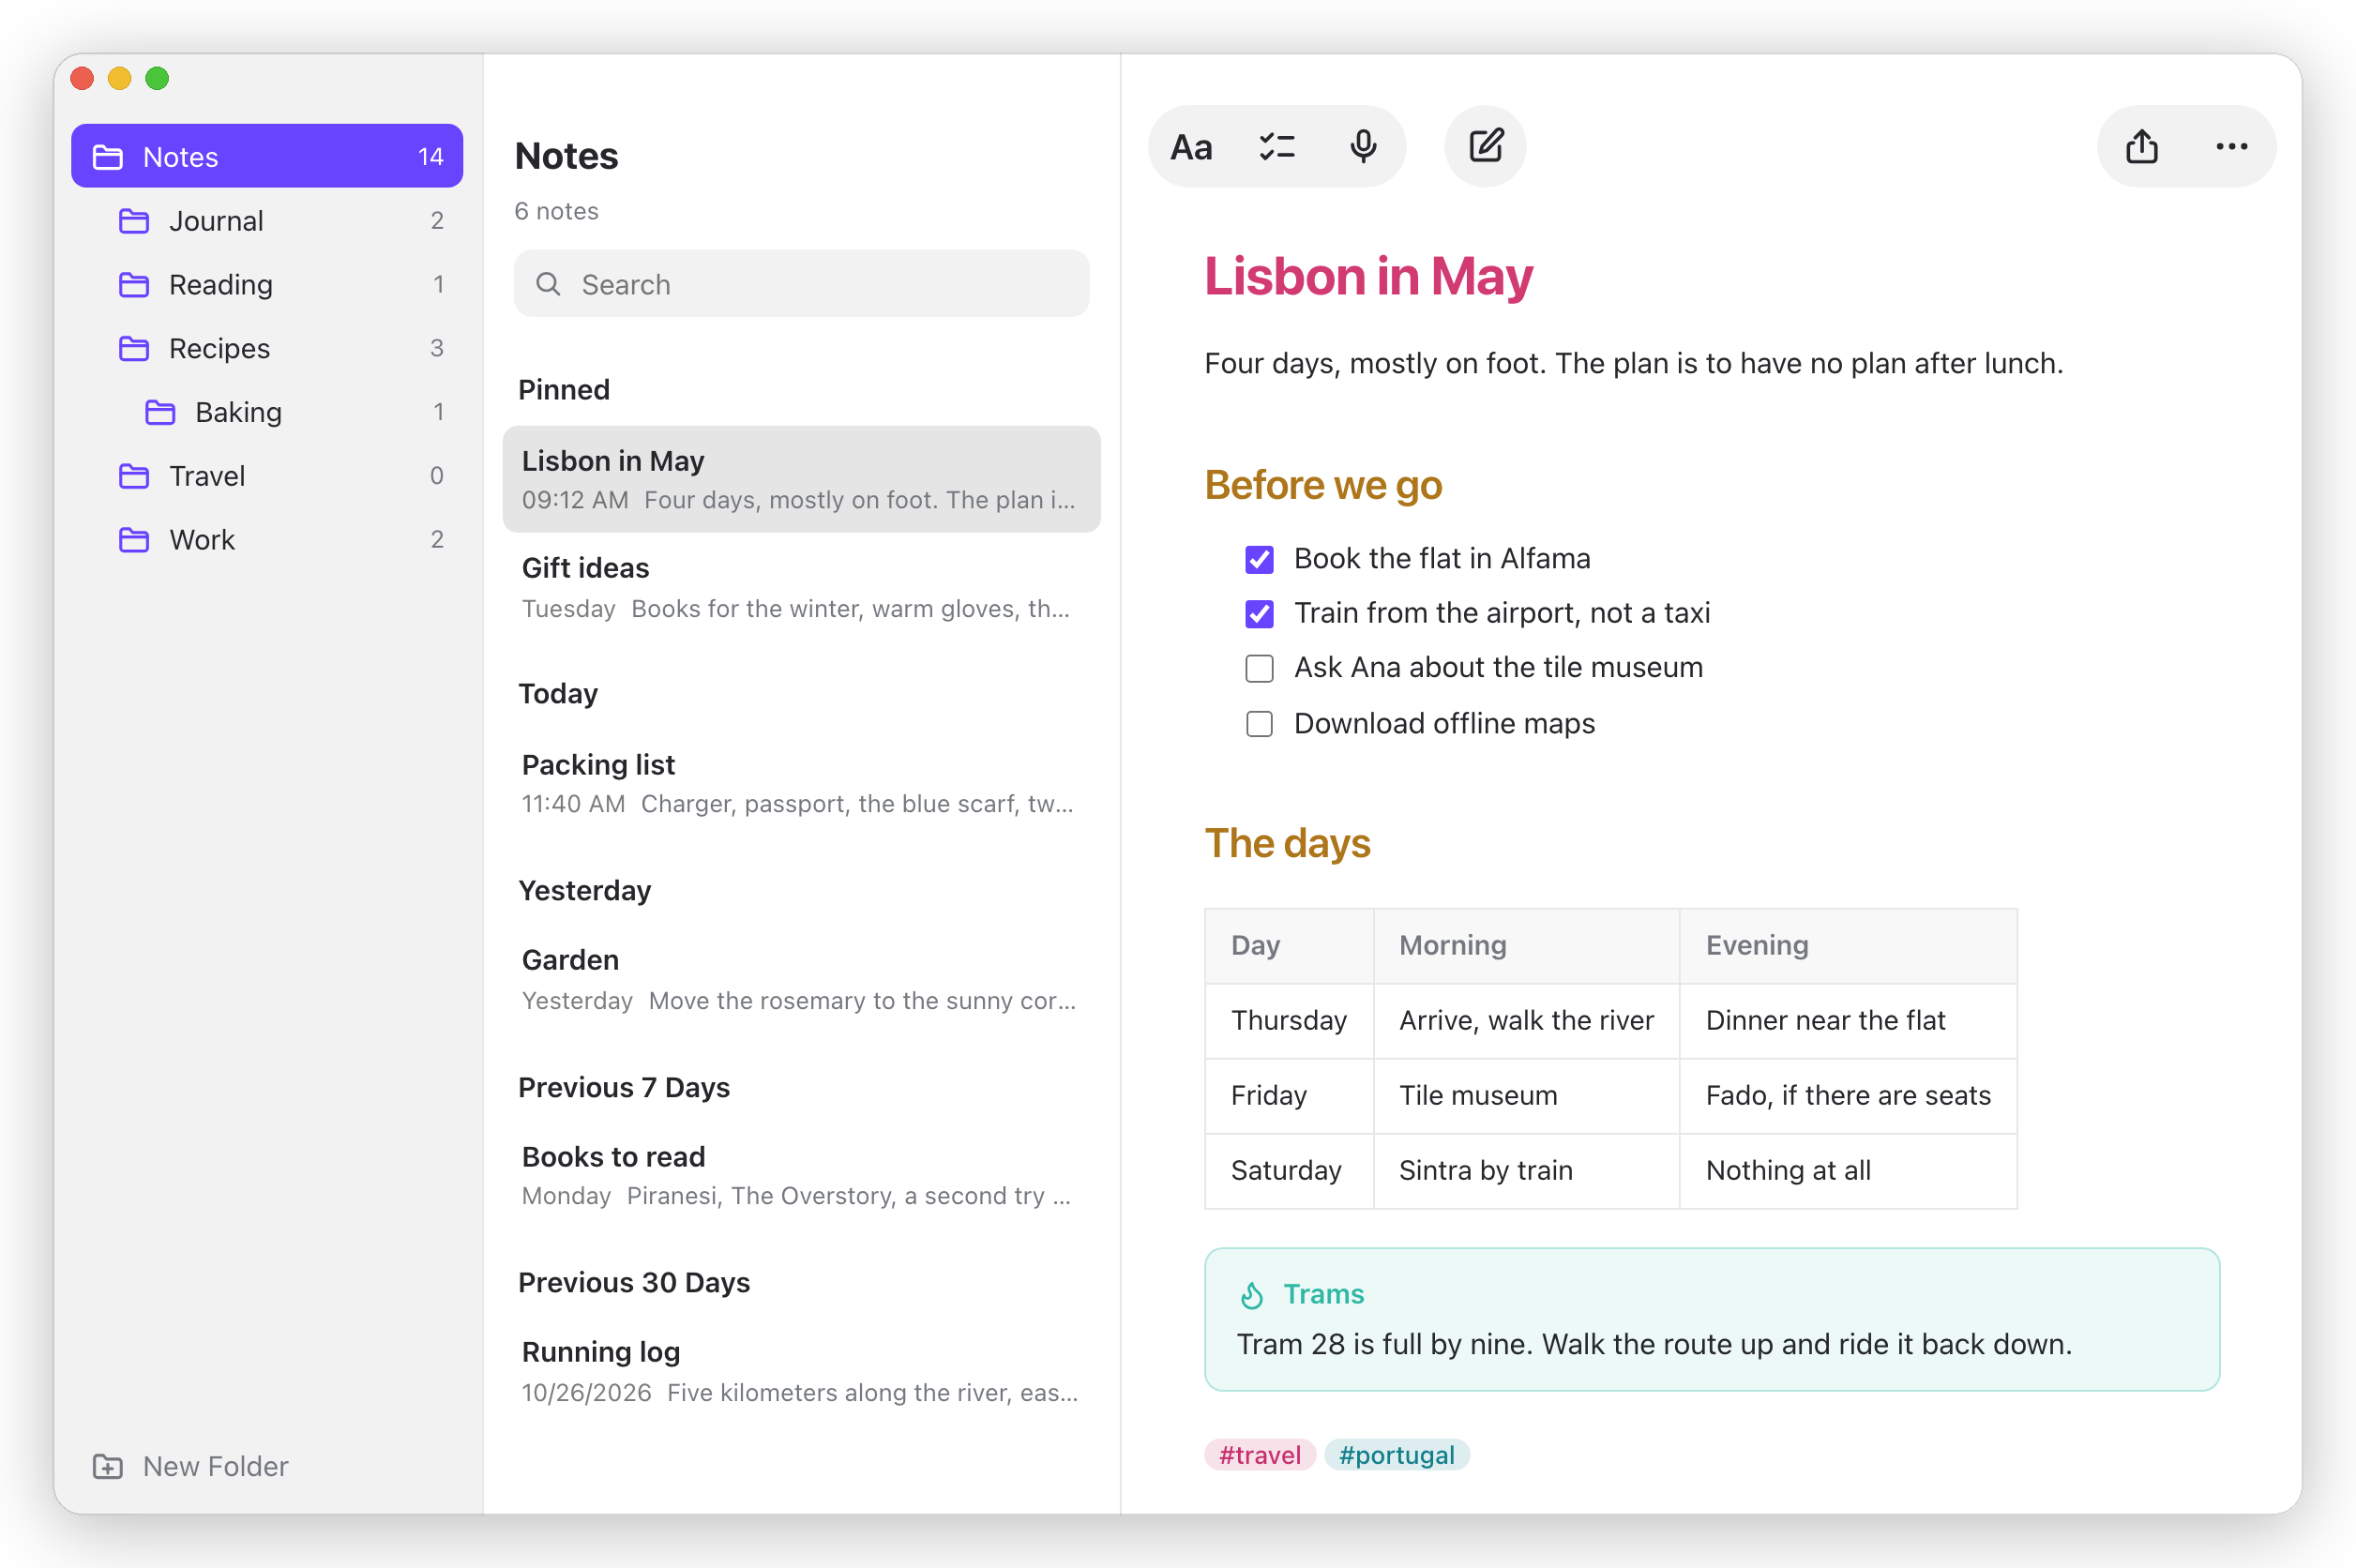 Notes 14
Journal 2
Reading 1
Recipes 3
Baking 1
Travel 0
Work 2
New Folder
Notes
6 notes
Search
Pinned
Lisbon in May
09:12 AM Four days, mostly on foot. The plan i...
Gift ideas
Tuesday Books for the winter, warm gloves, th...
Today
Packing list
11:40 AM Charger, passport, the blue scarf, tw...
Yesterday
Garden
Yesterday Move the rosemary to the sunny cor...
Previous 7 Days
Books to read
Monday Piranesi, The Overstory, a second try ...
Previous 30 Days
Running log
10/26/2026 Five kilometers along the river, eas...
Aa
Lisbon in May
Four days, mostly on foot. The plan is to have no plan after lunch.
Before we go
Book the flat in Alfama
Train from the airport, not a taxi
Ask Ana about the tile museum
Download offline maps
The days
Day Morning Evening
Thursday Arrive, walk the river Dinner near the flat
Friday Tile museum Fado, if there are seats
Saturday Sintra by train Nothing at all
Trams
Tram 28 is full by nine. Walk the route up and ride it back down.
#travel #portugal